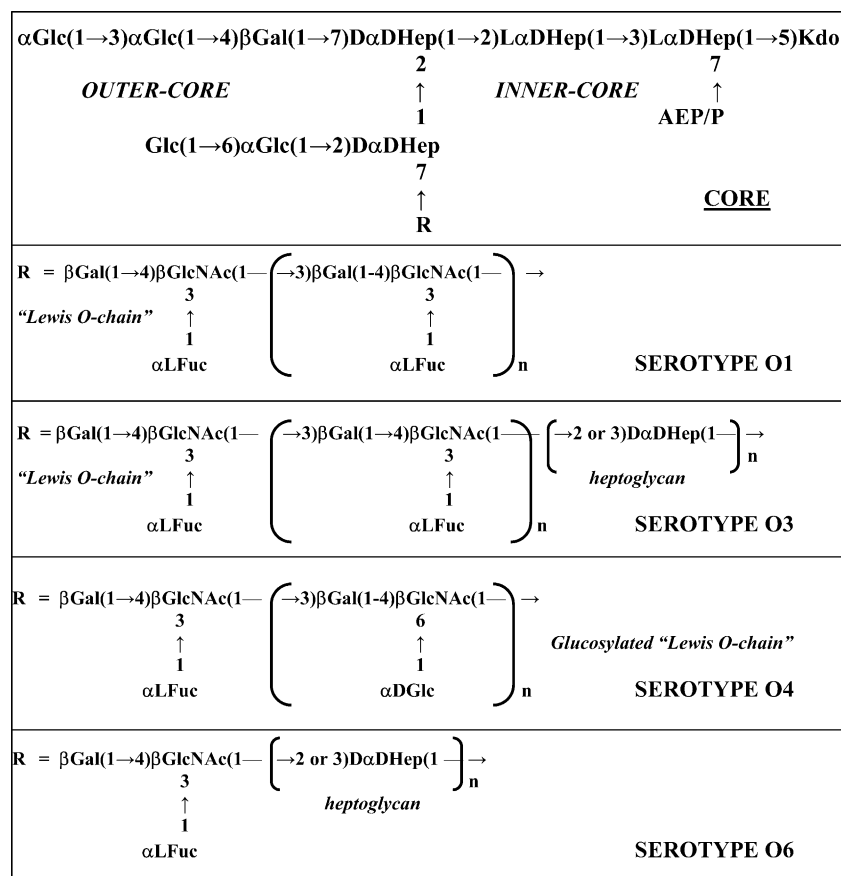 αGlc(1→3)αGlc(1→4)βGal(1→7)DαDHep(1→2)LαDHep(1→3)LαDHep(1→5)Kdo
2 7
OUTER-CORE ↑ INNER-CORE ↑
1 AEP/P
Glc(1→6)αGlc(1→2)DαDHep
7
↑ CORE
R
R = βGal(1→4)βGlcNAc(1— →3)βGal(1-4)βGlcNAc(1— →
3 3
“Lewis O-chain” ↑ ↑
1 1
αLFuc αLFuc n SEROTYPE O1
R =βGal(1→4)βGlcNAc(1— →3)βGal(1→4)βGlcNAc(1—— →2 or 3)DαDHep(1— →
3 3 n
“Lewis O-chain” ↑ ↑ heptoglycan
1 1
αLFuc αLFuc n SEROTYPE O3
R = βGal(1→4)βGlcNAc(1— →3)βGal(1-4)βGlcNAc(1— →
3 6
↑ ↑ Glucosylated “Lewis O-chain”
1 1
αLFuc αDGlc n SEROTYPE O4
R = βGal(1→4)βGlcNAc(1— →2 or 3)DαDHep(1 — →
3 n
↑ heptoglycan
1
αLFuc SEROTYPE O6